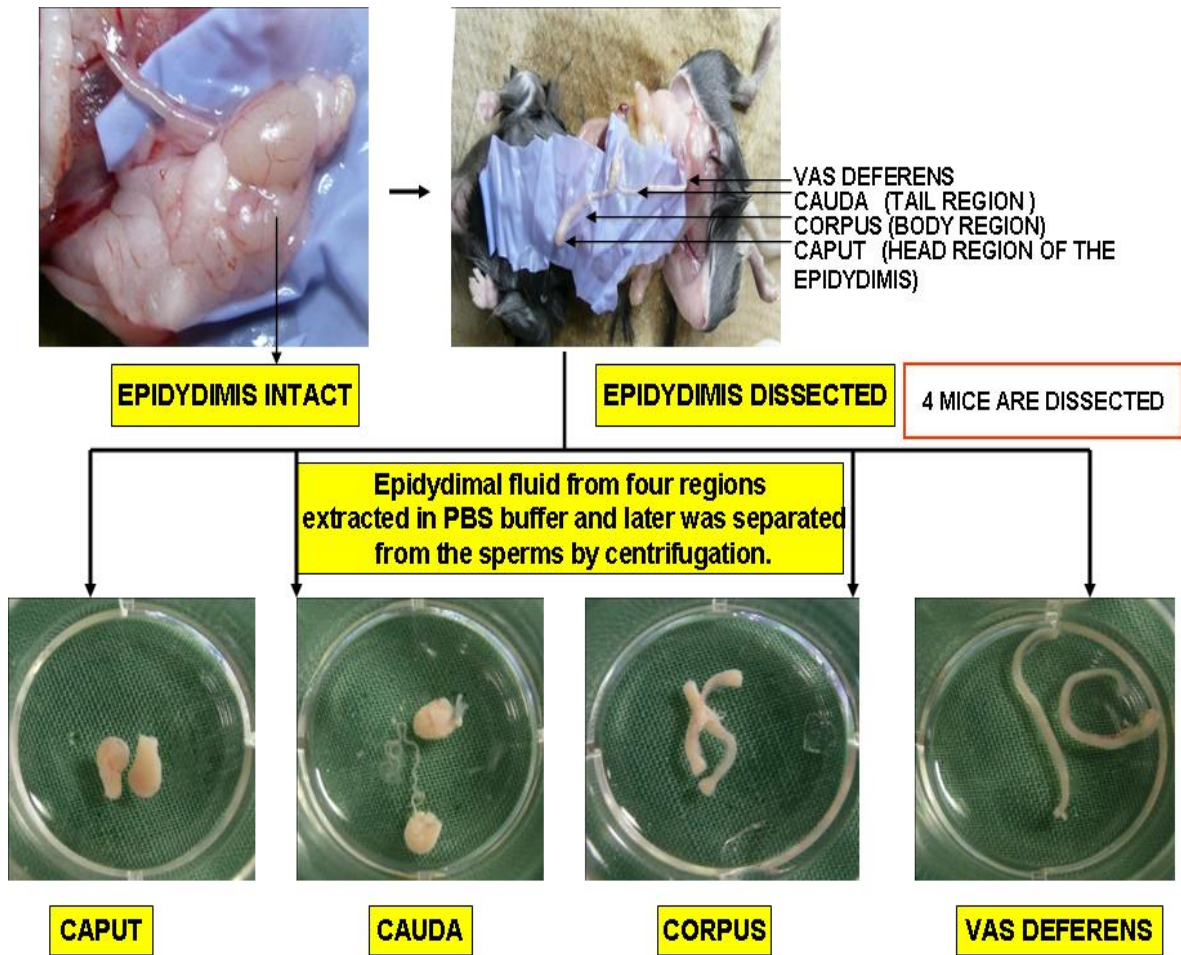 VAS DEFERENS
CAUDA (TAIL REGION )
CORPUS (BODY REGION)
CAPUT (HEAD REGION OF THE
EPIDYDIMIS)
EPIDYDIMIS INTACT
EPIDYDIMIS DISSECTED
4 MICE ARE DISSECTED
Epidydimal fluid from four regions
extracted in PBS buffer and later was separated
from the sperms by centrifugation.
CAPUT
CAUDA
CORPUS
VAS DEFERENS